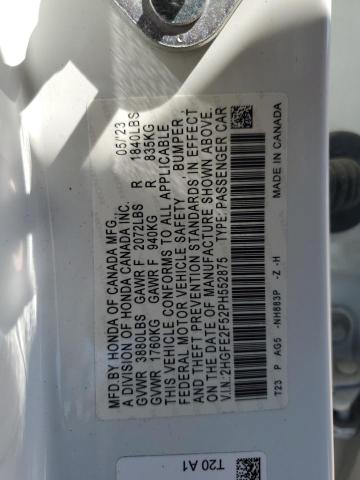 MFD.BY HONDA OF CANADA MFG. 05/23
A DIVISION OF HONDA CANADA INC.
GVWR 3880LBS GAWR F 2072LBS R 1840LBS
GVWR 1760KG GAWR F 940KG R 835KG
THIS VEHICLE CONFORMS TO ALL APPLICABLE
FEDERAL MOTOR VEHICLE SAFETY, BUMPER,
AND THEFT PREVENTION STANDARDS IN EFFECT
ON THE DATE OF MANUFACTURE SHOWN ABOVE.
V.I.N.:2HGFE2F52PH552875 TYPE:PASSENGER CAR
T23 P AG5 -NH883P -Z -H MADE IN CANADA
T20 A1